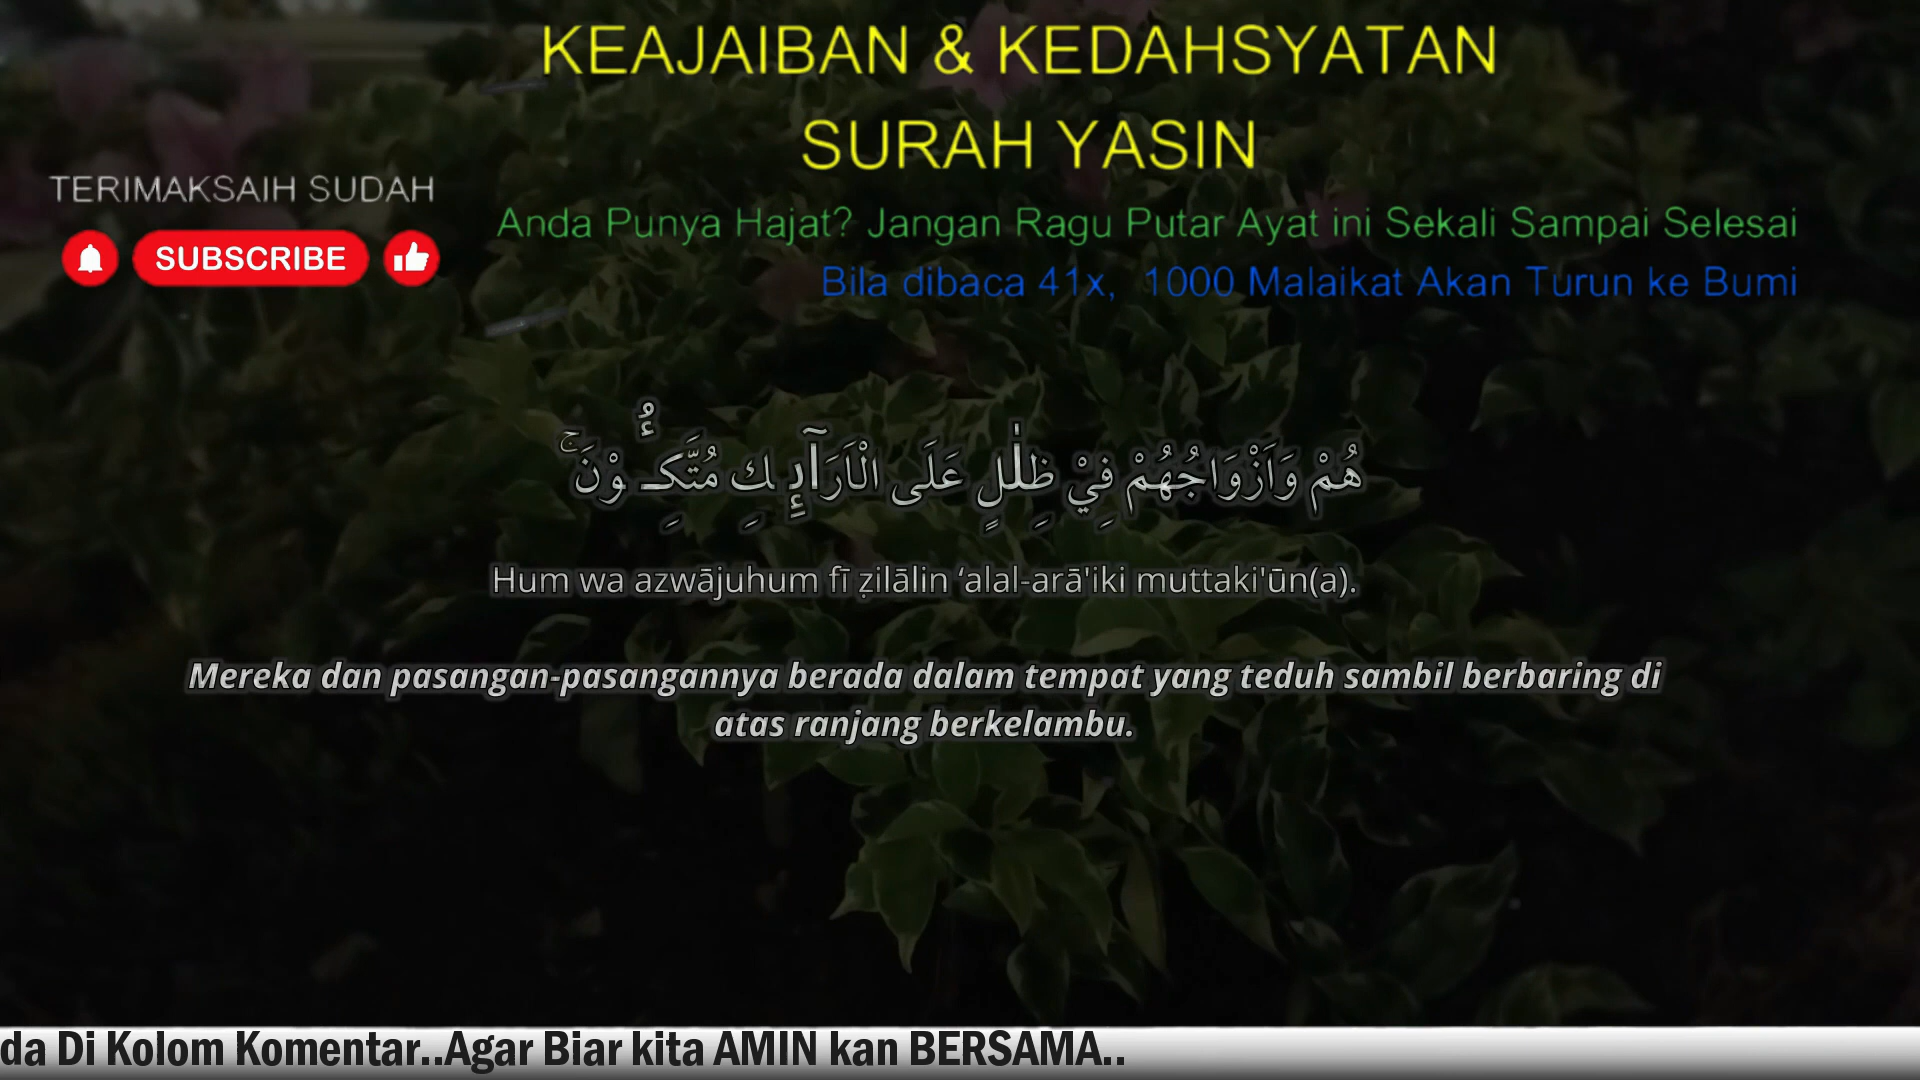 KEAJAIBAN & KEDAHSYATAN
SURAH YASIN
TERIMAKSAIH SUDAH
SUBSCRIBE
Anda Punya Hajat? Jangan Ragu Putar Ayat ini Sekali Sampai Selesai
Bila dibaca 41x, 1000 Malaikat Akan Turun ke Bumi
هُمْ وَاَزْوَاجُهُمْ فِيْ ظِلٰلٍ عَلَى الْاَرَاۤىِٕكِ مُتَّكِـُٔوْنَ ۚ
Hum wa azwājuhum fī ẓilālin ‘alal-arā'iki muttaki'ūn(a).
Mereka dan pasangan-pasangannya berada dalam tempat yang teduh sambil berbaring di
atas ranjang berkelambu.
da Di Kolom Komentar..Agar Biar kita AMIN kan BERSAMA..